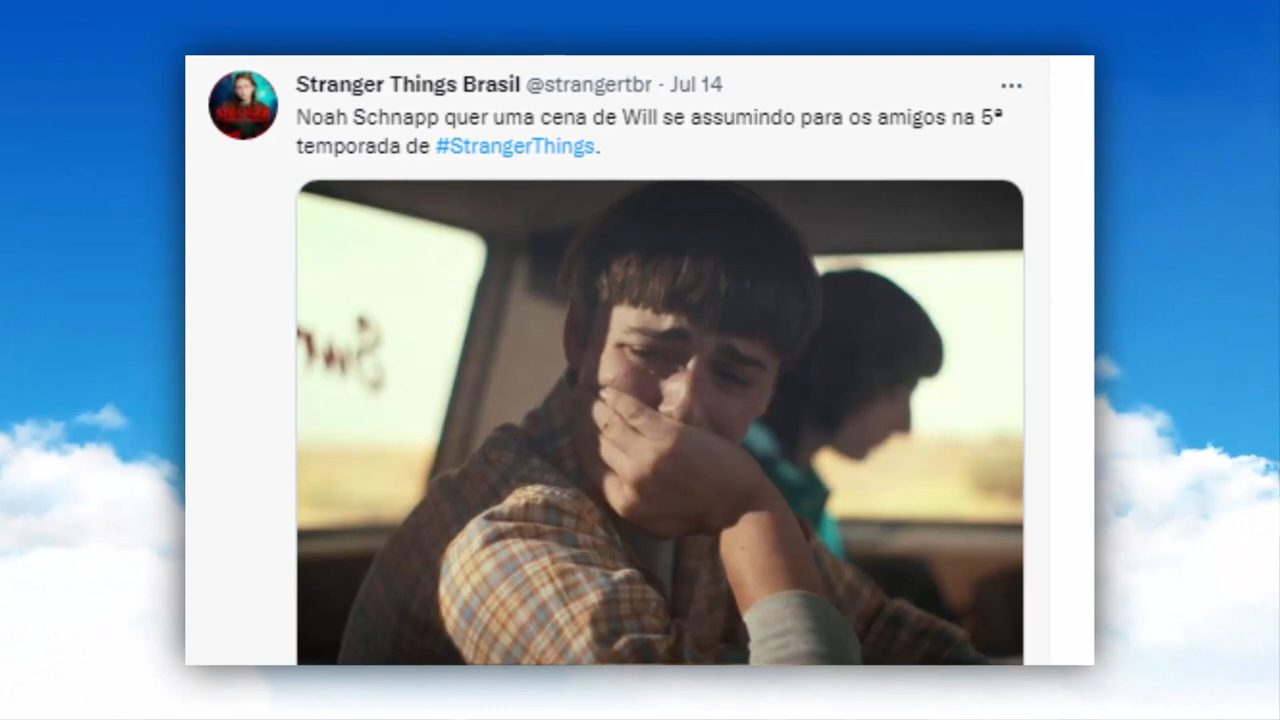 Stranger Things Brasil @strangertbr · Jul 14
Noah Schnapp quer uma cena de Will se assumindo para os amigos na 5ª
temporada de #StrangerThings.